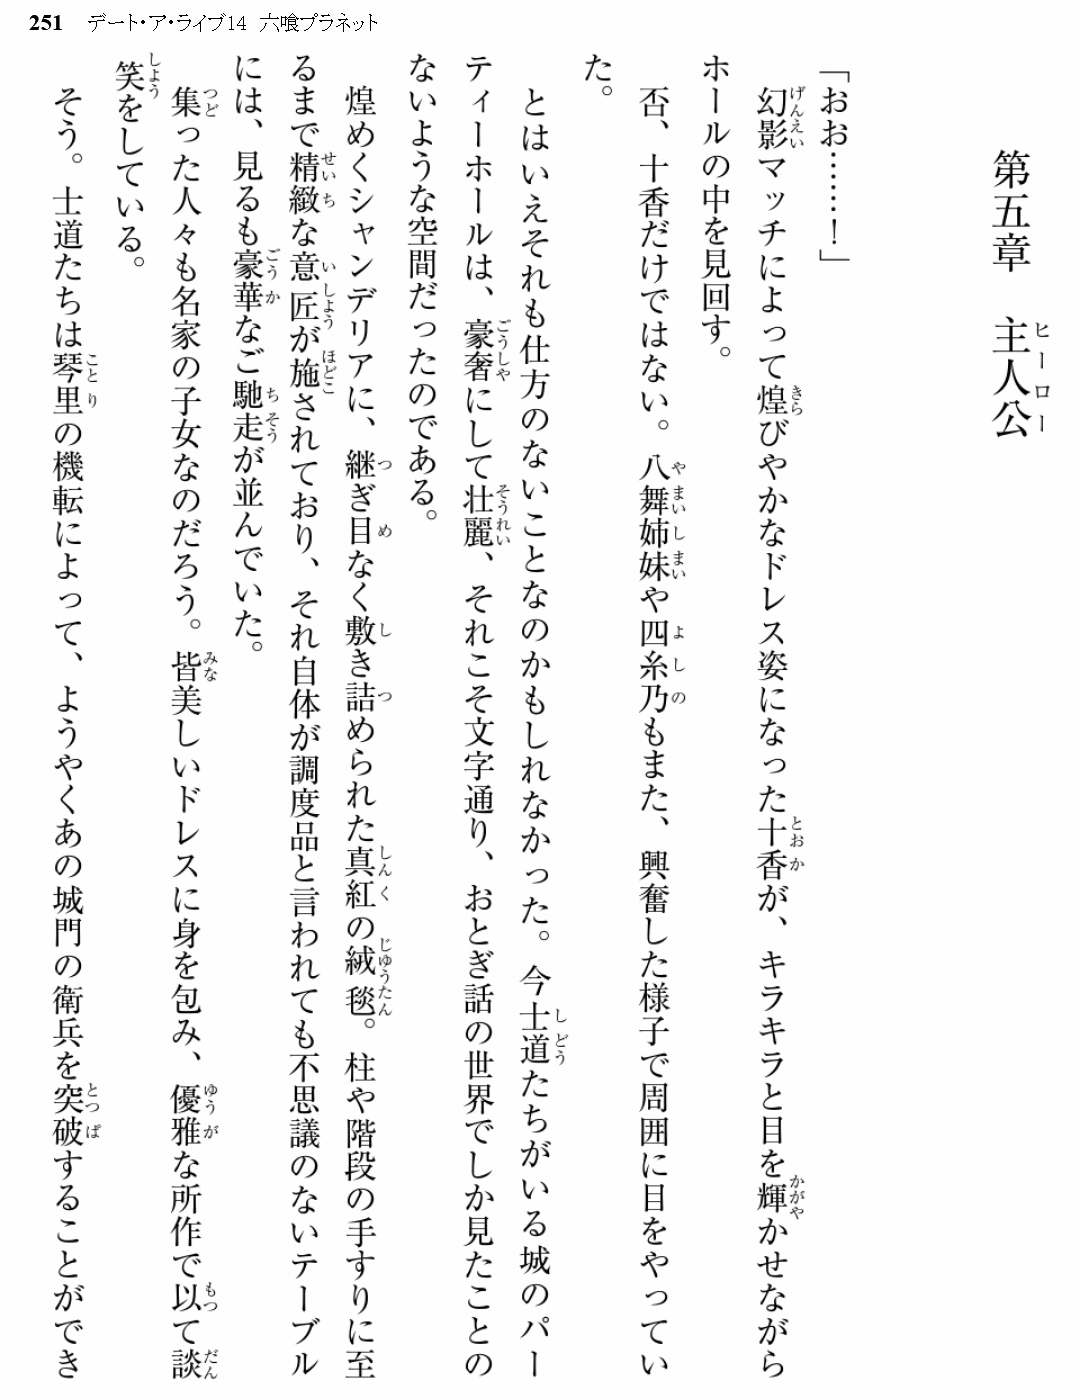 251 デート・ア・ライブ14 六喰プラネット
第五章 主人公
ヒーロー
「おお……！」
幻影マッチによって煌びやかなドレス姿になった十香が、キラキラと目を輝かせながら
ホールの中を見回す。
否、十香だけではない。八舞姉妹や四糸乃もまた、興奮した様子で周囲に目をやってい
た。
とはいえそれも仕方のないことなのかもしれなかった。今士道たちがいる城のパー
ティーホールは、豪奢にして壮麗、それこそ文字通り、おとぎ話の世界でしか見たことの
ないような空間だったのである。
煌めくシャンデリアに、継ぎ目なく敷き詰められた真紅の絨毯。柱や階段の手すりに至
るまで精緻な意匠が施されており、それ自体が調度品と言われても不思議のないテーブル
には、見るも豪華なご馳走が並んでいた。
集った人々も名家の子女なのだろう。皆美しいドレスに身を包み、優雅な所作で以て談
笑をしている。
そう。士道たちは琴里の機転によって、ようやくあの城門の衛兵を突破することができ